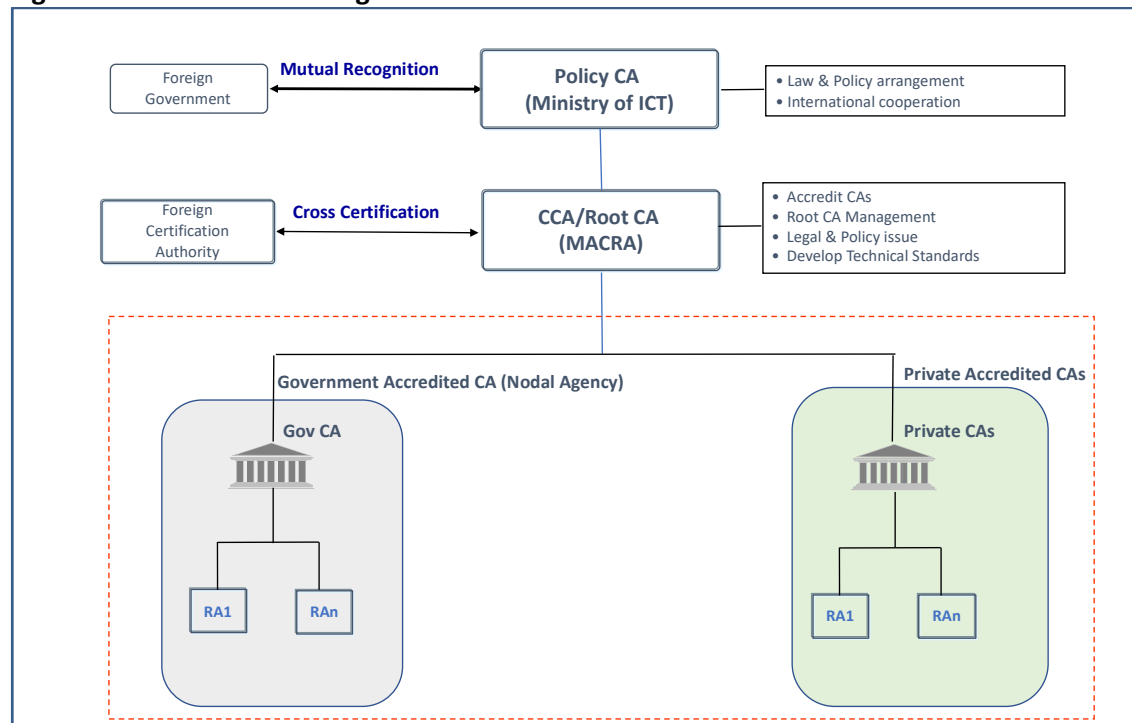 Foreign
Government
Mutual Recognition
Policy CA
(Ministry of ICT)
• Law & Policy arrangement
• International cooperation
Foreign
Certification
Authority
Cross Certification
CCA/Root CA
(MACRA)
• Accredit CAs
• Root CA Management
• Legal & Policy issue
• Develop Technical Standards
Government Accredited CA (Nodal Agency)
Private Accredited CAs
Gov CA
Private CAs
RA1
RAn
RA1
RAn